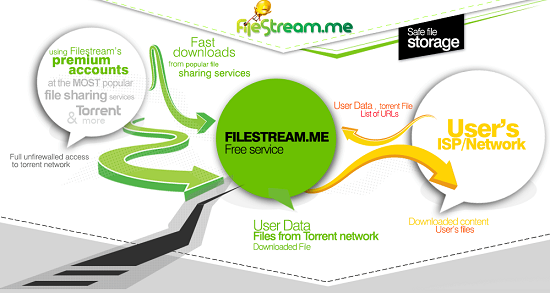 FileStream.me
Safe file
storage
using Filestream's
premium
accounts
at the MOST popular
file sharing services
& Torrent
more
Full unfirewalled access
to torrent network
Fast
downloads
from popular file
sharing services
FILESTREAM.ME
Free service
User Data , torrent File
List of URLs
User's
ISP/Network
User Data
Files from Torrent network
Downloaded File
Downloaded content
User's files